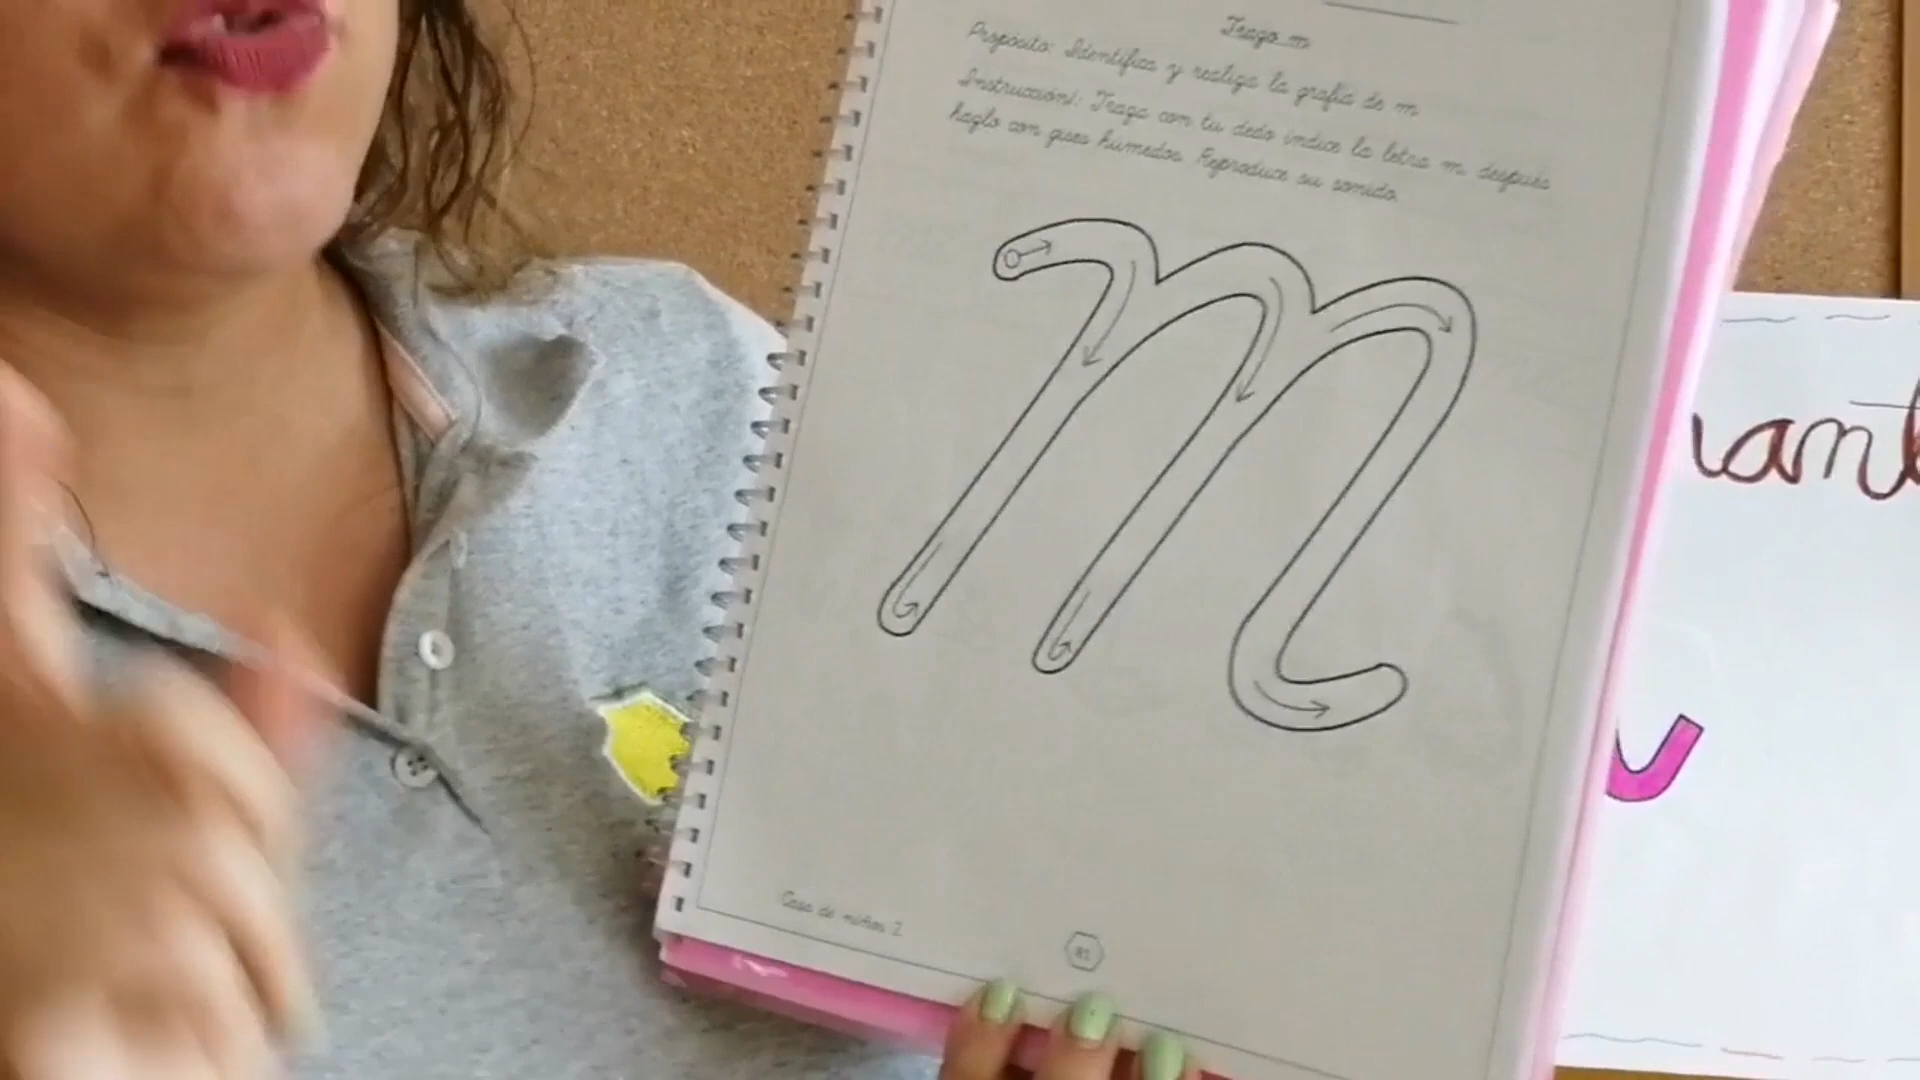 Trazo m
Propósito: Identifica y realiza la grafía de m
Instrucción/: Traza con tu dedo índice la letra m después
hazlo con gises húmedos. Reproduce su sonido.
m
iant
Casa de niños 2
81